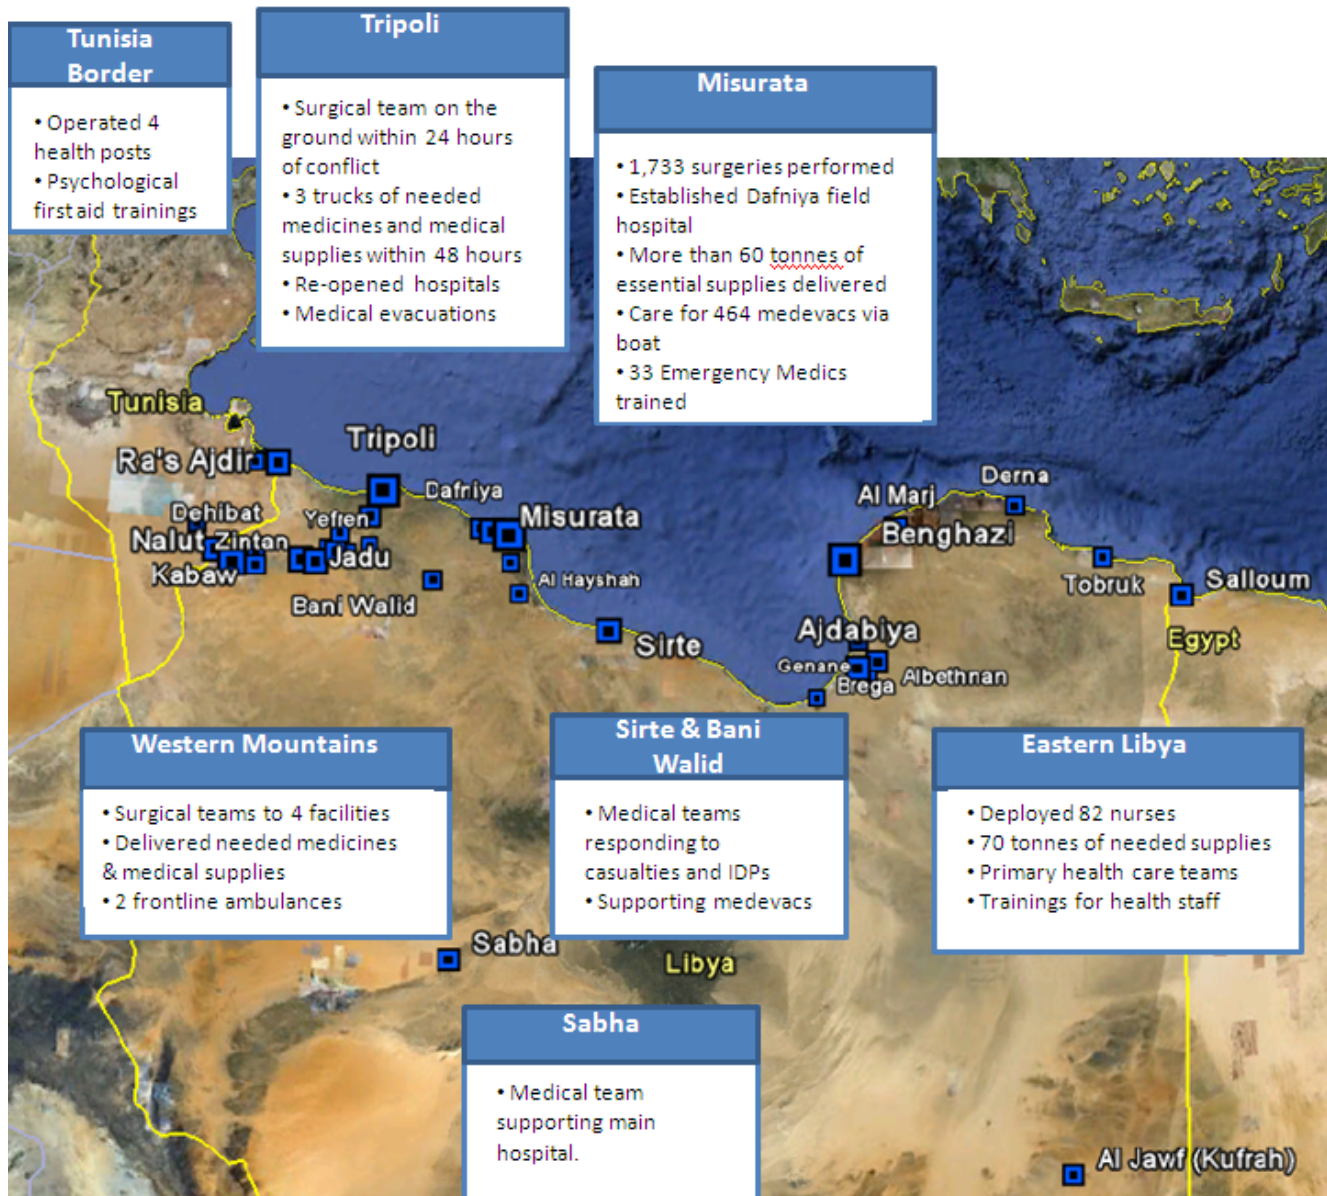 Tunisia
Border
• Operated 4
health posts
• Psychological
first aid trainings
Tripoli
• Surgical team on the
ground within 24 hours
of conflict
• 3 trucks of needed
medicines and medical
supplies within 48 hours
• Re-opened hospitals
• Medical evacuations
Misurata
• 1,733 surgeries performed
• Established Dafniya field
hospital
• More than 60 tonnes of
essential supplies delivered
• Care for 464 medevacs via
boat
• 33 Emergency Medics
trained
Tunisia
Ra's Ajdir
Tripoli
Dehibat
Nalut
Zintan
Kabaw
Yefren
Jadu
Bani Walid
Dafniya
Misurata
Al Hayshah
Sirte
Al Marj
Derna
Benghazi
Tobruk
Salloum
Egypt
Ajdabiya
Genane
Brega
Albethnan
Western Mountains
• Surgical teams to 4 facilities
• Delivered needed medicines
& medical supplies
• 2 frontline ambulances
Sirte & Bani
Walid
• Medical teams
responding to
casualties and IDPs
• Supporting medevacs
Eastern Libya
• Deployed 82 nurses
• 70 tonnes of needed supplies
• Primary health care teams
• Trainings for health staff
Sabha
Libya
Sabha
• Medical team
supporting main
hospital.
Al Jawf (Kufrah)